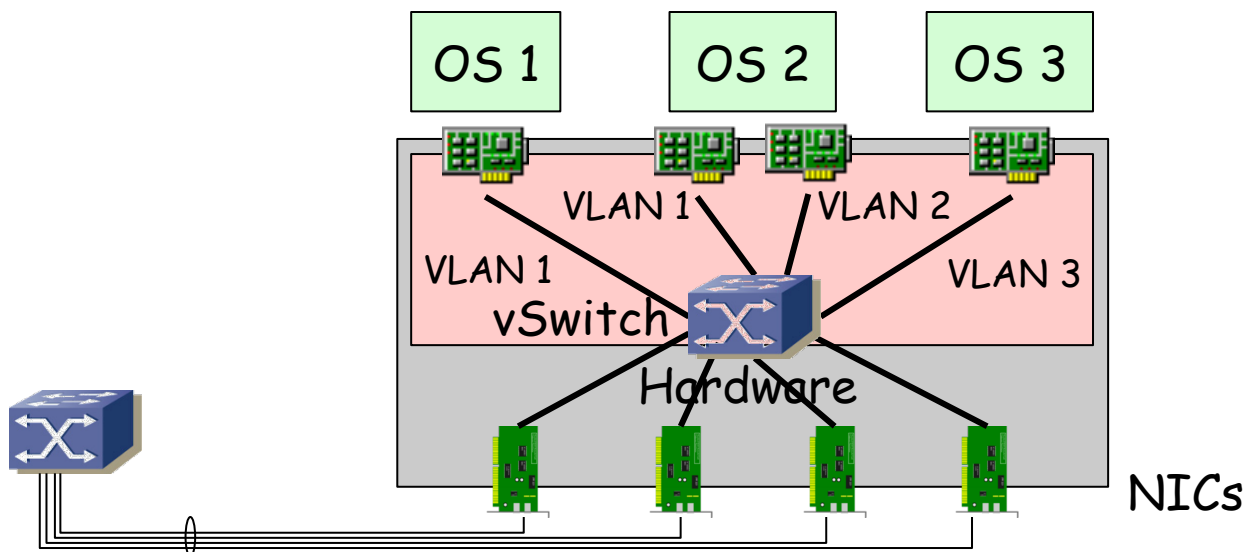 OS 1
OS 2
OS 3
VLAN 1
VLAN 2
VLAN 1
VLAN 3
vSwitch
Hardware
NICs